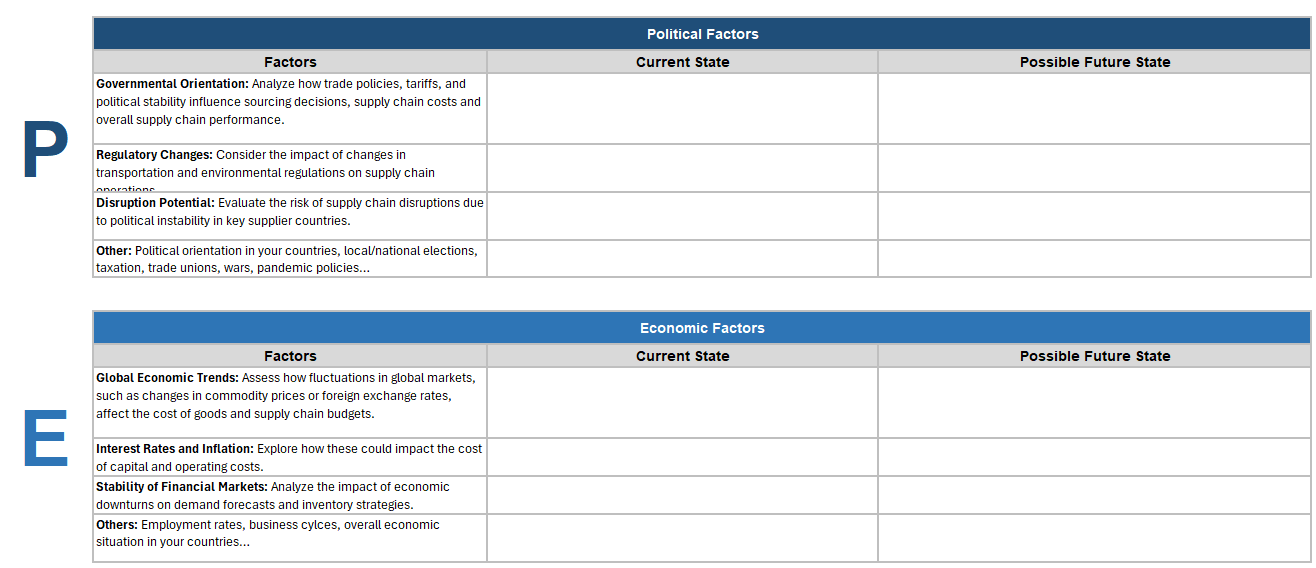 Political Factors
Factors Current State Possible Future State
P
Governmental Orientation: Analyze how trade policies, tariffs, and
political stability influence sourcing decisions, supply chain costs and
overall supply chain performance.
Regulatory Changes: Consider the impact of changes in
transportation and environmental regulations on supply chain
operations.
Disruption Potential: Evaluate the risk of supply chain disruptions due
to political instability in key supplier countries.
Other: Political orientation in your countries, local/national elections,
taxation, trade unions, wars, pandemic policies...
Economic Factors
Factors Current State Possible Future State
E
Global Economic Trends: Assess how fluctuations in global markets,
such as changes in commodity prices or foreign exchange rates,
affect the cost of goods and supply chain budgets.
Interest Rates and Inflation: Explore how these could impact the cost
of capital and operating costs.
Stability of Financial Markets: Analyze the impact of economic
downturns on demand forecasts and inventory strategies.
Others: Employment rates, business cylces, overall economic
situation in your countries...